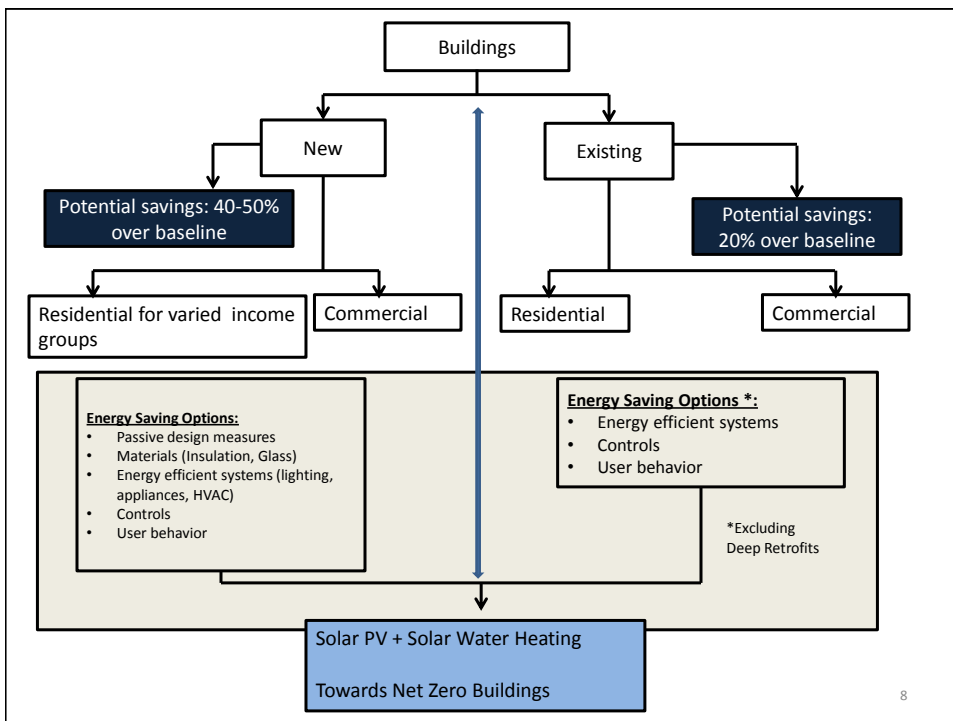 Buildings
New
Existing
Potential savings: 40-50%
over baseline
Potential savings:
20% over baseline
Residential for varied income
groups
Commercial
Residential
Commercial
Energy Saving Options:
• Passive design measures
• Materials (Insulation, Glass)
• Energy efficient systems (lighting,
appliances, HVAC)
• Controls
• User behavior
Energy Saving Options *:
• Energy efficient systems
• Controls
• User behavior
*Excluding
Deep Retrofits
Solar PV + Solar Water Heating
Towards Net Zero Buildings
8